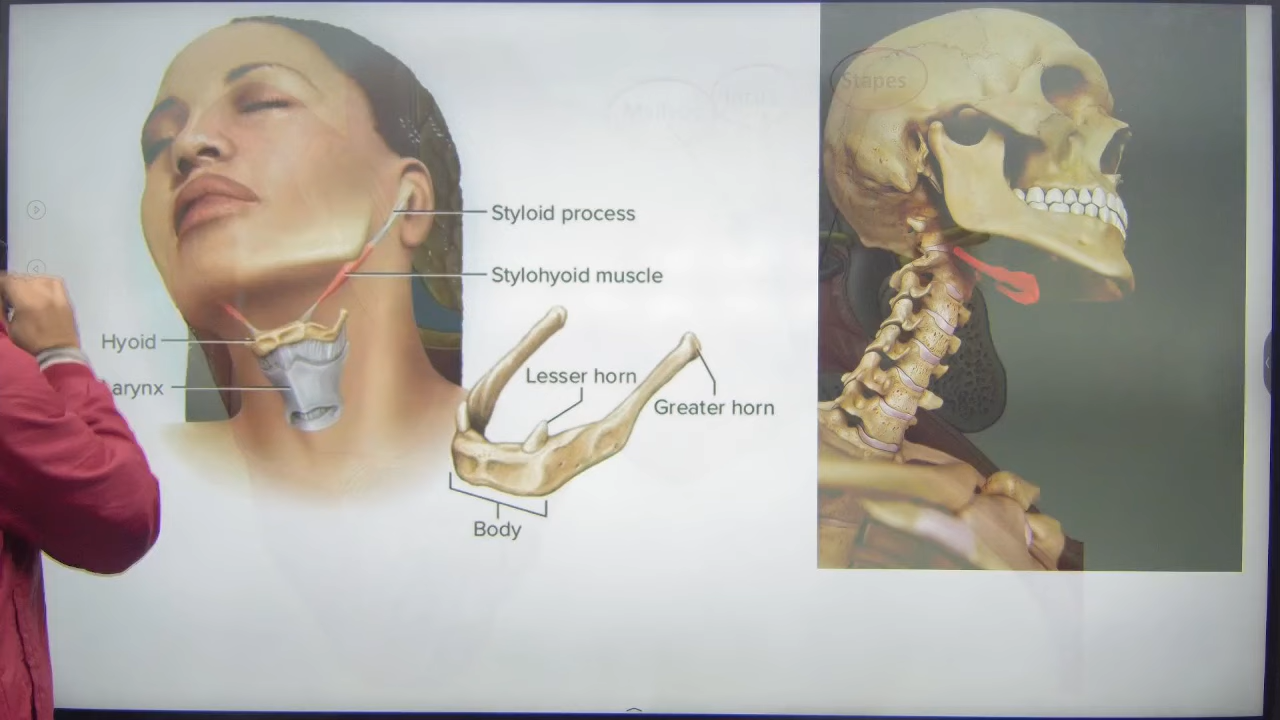 Stapes
Styloid process
Stylohyoid muscle
Hyoid
arynx
Lesser horn
Greater horn
Body